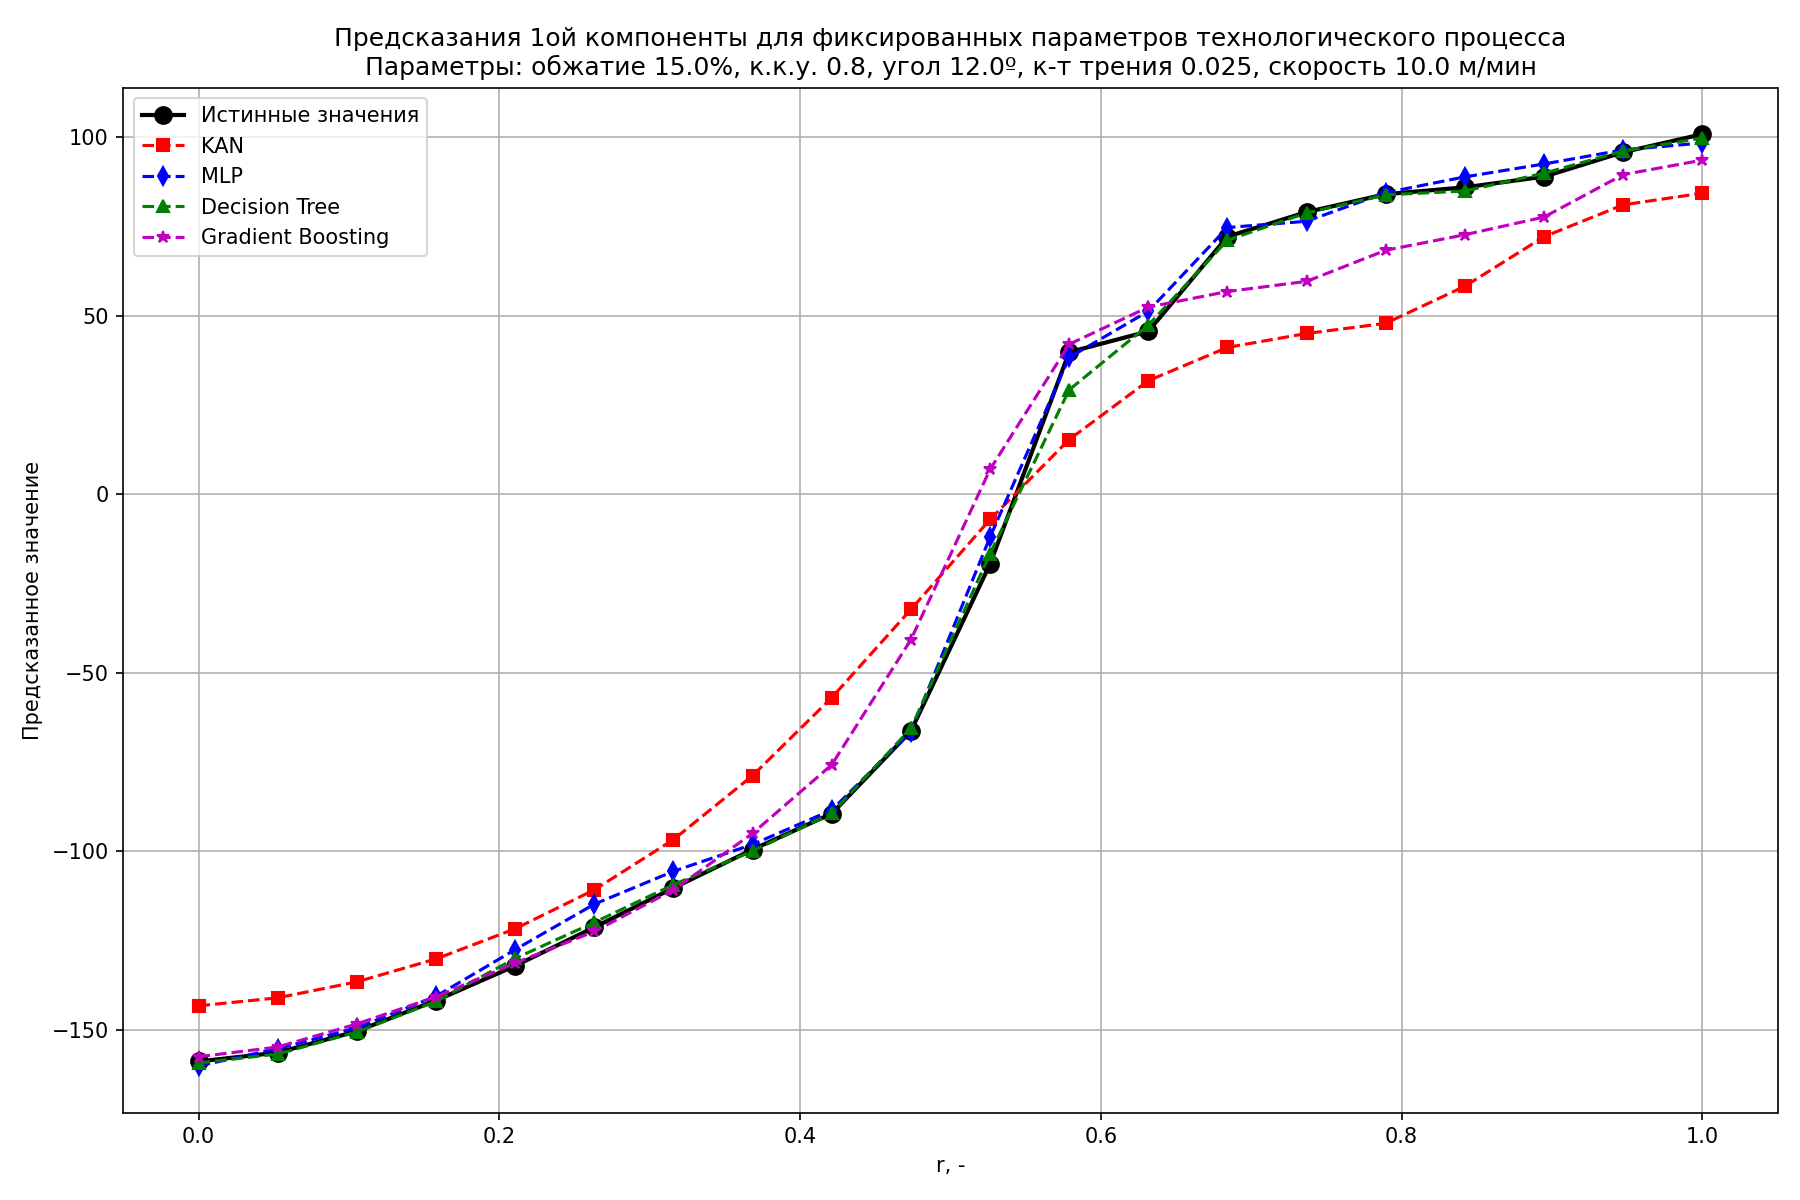 Предсказания 1ой компоненты для фиксированных параметров технологического процесса
Параметры: обжатие 15.0%, к.к.у. 0.8, угол 12.0º, к-т трения 0.025, скорость 10.0 м/мин
Истинные значения
KAN
MLP
Decision Tree
Gradient Boosting
Предсказанное значение
100
50
0
−50
−100
−150
0.0
0.2
0.4
0.6
0.8
1.0
r, -